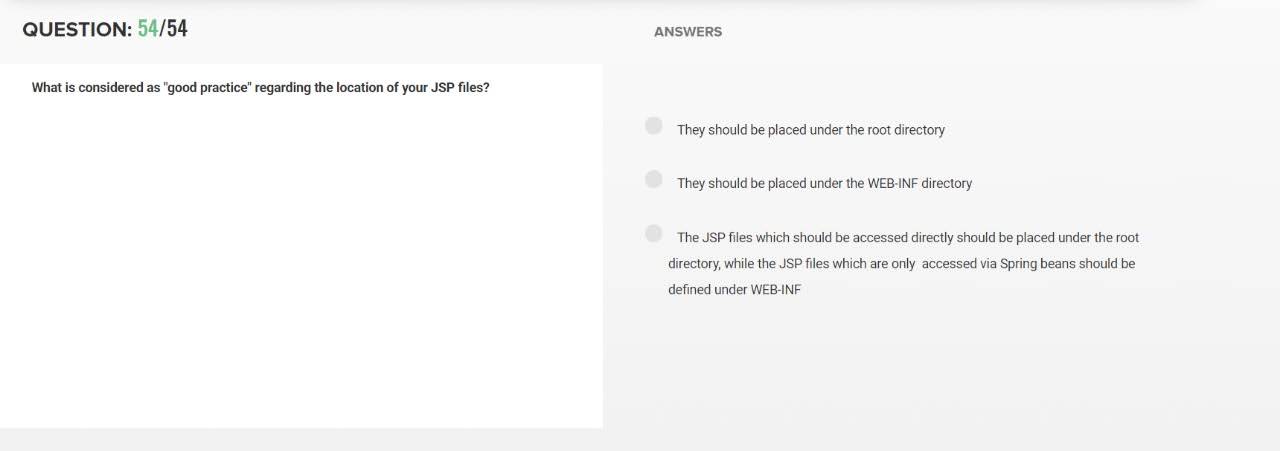 QUESTION: 54/54
ANSWERS
What is considered as "good practice" regarding the location of your JSP files?
They should be placed under the root directory
They should be placed under the WEB-INF directory
The JSP files which should be accessed directly should be placed under the root
directory, while the JSP files which are only accessed via Spring beans should be
defined under WEB-INF